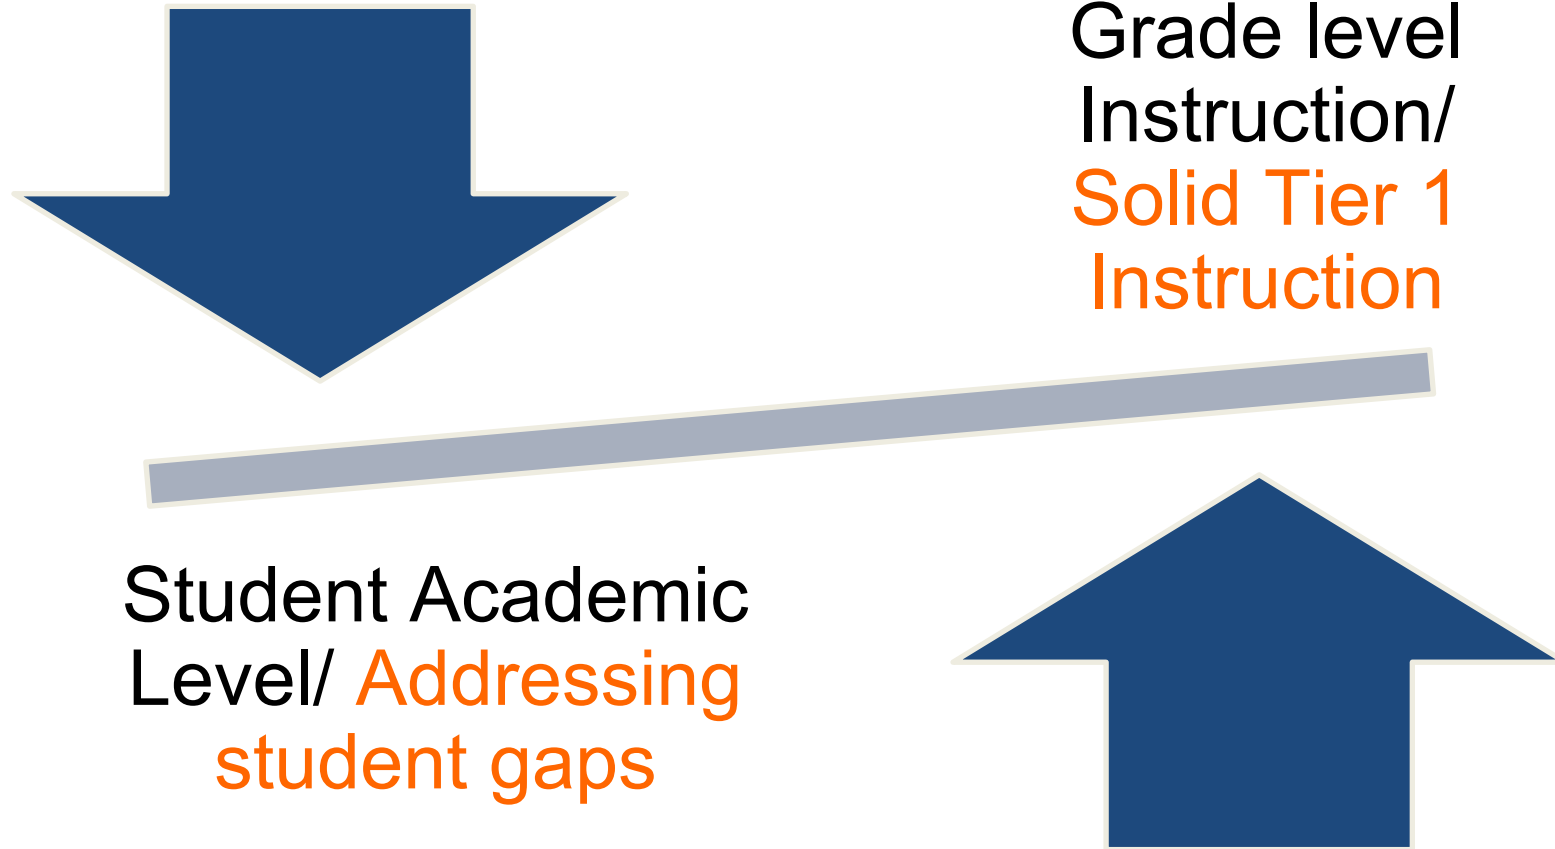 Grade level
Instruction/
Solid Tier 1
Instruction
Student Academic
Level/ Addressing
student gaps